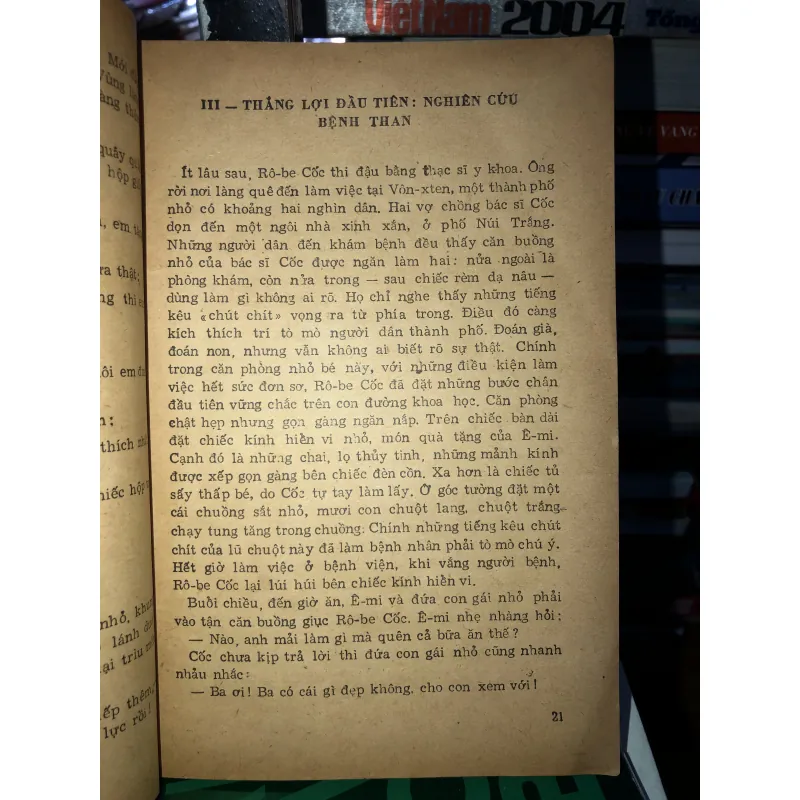 Việt Nam 2004
Tổng
VANG
III — THẮNG LỢI ĐẦU TIÊN: NGHIÊN CỨU
BỆNH THAN
Ít lâu sau, Rô-be Cốc thi đậu bằng thạc sĩ y khoa. Ông
rời nơi làng quê đến làm việc tại Vôn-xten, một thành phố
nhỏ có khoảng hai nghìn dân. Hai vợ chồng bác sĩ Cốc
dọn đến một ngôi nhà xinh xắn, ở phố Núi Trắng.
Những người dân đến khám bệnh đều thấy căn buồng
nhỏ của bác sĩ Cốc được ngăn làm hai: nửa ngoài là
phòng khám, còn nửa trong — sau chiếc rèm dạ nâu —
dùng làm gì không ai rõ. Họ chỉ nghe thấy những tiếng
kêu «chút chít» vọng ra từ phía trong. Điều đó càng
kích thích trí tò mò người dân thành phố. Đoán già,
đoán non, nhưng vẫn không ai biết rõ sự thật. Chính
trong căn phòng nhỏ bé này, với những điều kiện làm
việc hết sức đơn sơ, Rô-be Cốc đã đặt những bước chân
đầu tiên vững chắc trên con đường khoa học. Căn phòng
chật hẹp nhưng gọn gàng ngăn nắp. Trên chiếc bàn dài
đặt chiếc kính hiển vi nhỏ, món quà tặng của Ê-mi.
Cạnh đó là những chai, lọ thủy tinh, những mảnh kính
được xếp gọn gàng bên chiếc đèn cồn. Xa hơn là chiếc tủ
sấy thấp bé, do Cốc tự tay làm lấy. Ở góc tường đặt một
cái chuồng sắt nhỏ, mươi con chuột lang, chuột trắng
chạy tung tăng trong chuồng. Chính những tiếng kêu chút
chít của lũ chuột này đã làm bệnh nhân phải tò mò chú ý.
Hết giờ làm việc ở bệnh viện, khi vắng người bệnh,
Rô-be Cốc lại lúi húi bên chiếc kính hiển vi.
Buổi chiều, đến giờ ăn, Ê-mi và đứa con gái nhỏ phải
vào tận căn buồng giục Rô-be Cốc. Ê-mi nhẹ nhàng hỏi:
— Nào, anh mải làm gì mà quên cả bữa ăn thế?
Cốc chưa kịp trả lời thì đứa con gái nhỏ cũng nhanh
nhảu nhắc:
— Ba ơi! Ba có cái gì đẹp không, cho con xem với!
21